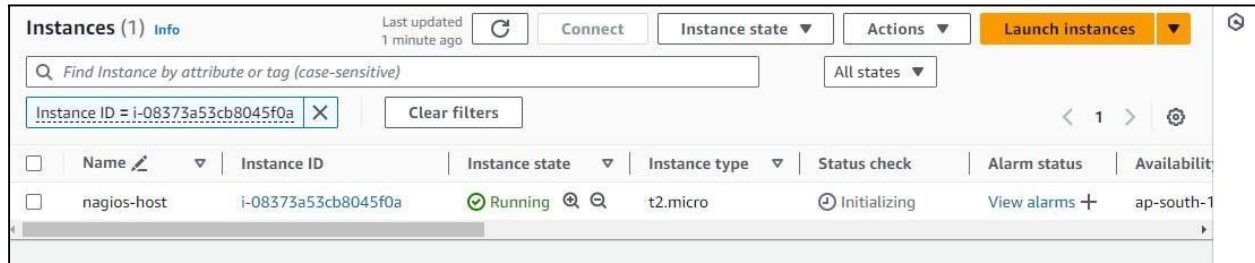 Instances (1) Info
Last updated
1 minute ago
Connect
Instance state
Actions
Launch instances
Find Instance by attribute or tag (case-sensitive)
All states
Instance ID = i-08373a53cb8045f0a
Clear filters
1
Name Instance ID Instance state Instance type Status check Alarm status Availability
nagios-host i-08373a53cb8045f0a Running t2.micro Initializing View alarms + ap-south-1